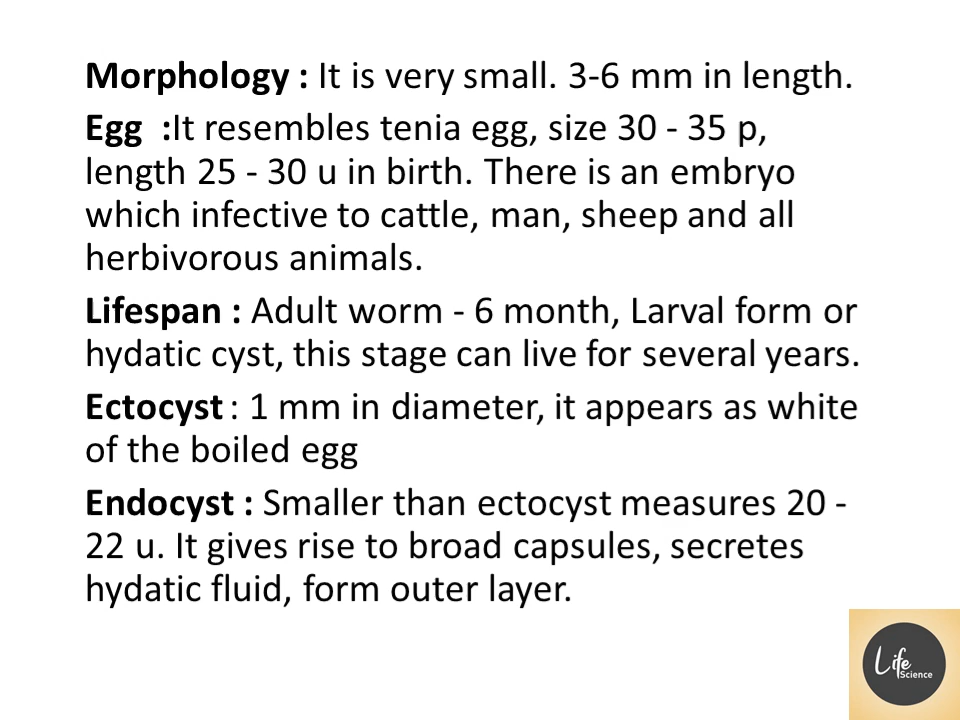 Morphology : It is very small. 3-6 mm in length.
Egg :It resembles tenia egg, size 30 - 35 p,
length 25 - 30 u in birth. There is an embryo
which infective to cattle, man, sheep and all
herbivorous animals.
Lifespan : Adult worm - 6 month, Larval form or
hydatic cyst, this stage can live for several years.
Ectocyst : 1 mm in diameter, it appears as white
of the boiled egg
Endocyst : Smaller than ectocyst measures 20 -
22 u. It gives rise to broad capsules, secretes
hydatic fluid, form outer layer.
Life
Science